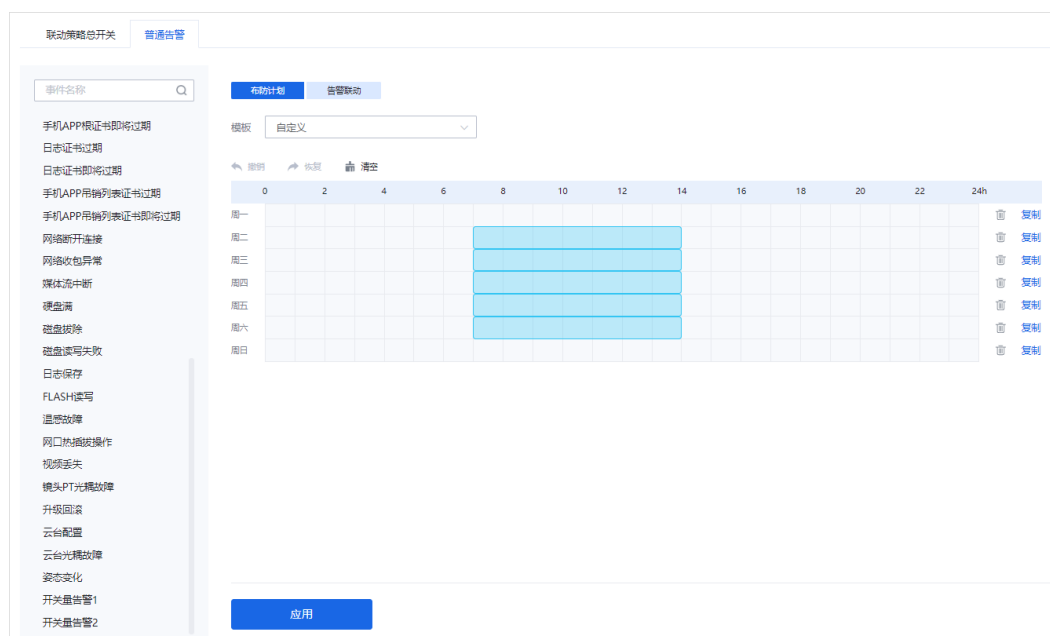 联动策略总开关 普通告警
事件名称
手机APP根证书即将过期
日志证书过期
日志证书即将过期
手机APP吊销列表证书过期
手机APP吊销列表证书即将过期
网络断开连接
网络收包异常
媒体流中断
硬盘满
磁盘拔除
磁盘读写失败
日志保存
FLASH读写
温感故障
网口热插拔操作
视频丢失
镜头PT光耦故障
升级回滚
云台配置
云台光耦故障
姿态变化
开关量告警1
开关量告警2
布防计划 告警联动
模板 自定义
撤销 恢复 清空
0 2 4 6 8 10 12 14 16 18 20 22 24h
周一 复制
周二 复制
周三 复制
周四 复制
周五 复制
周六 复制
周日 复制
应用